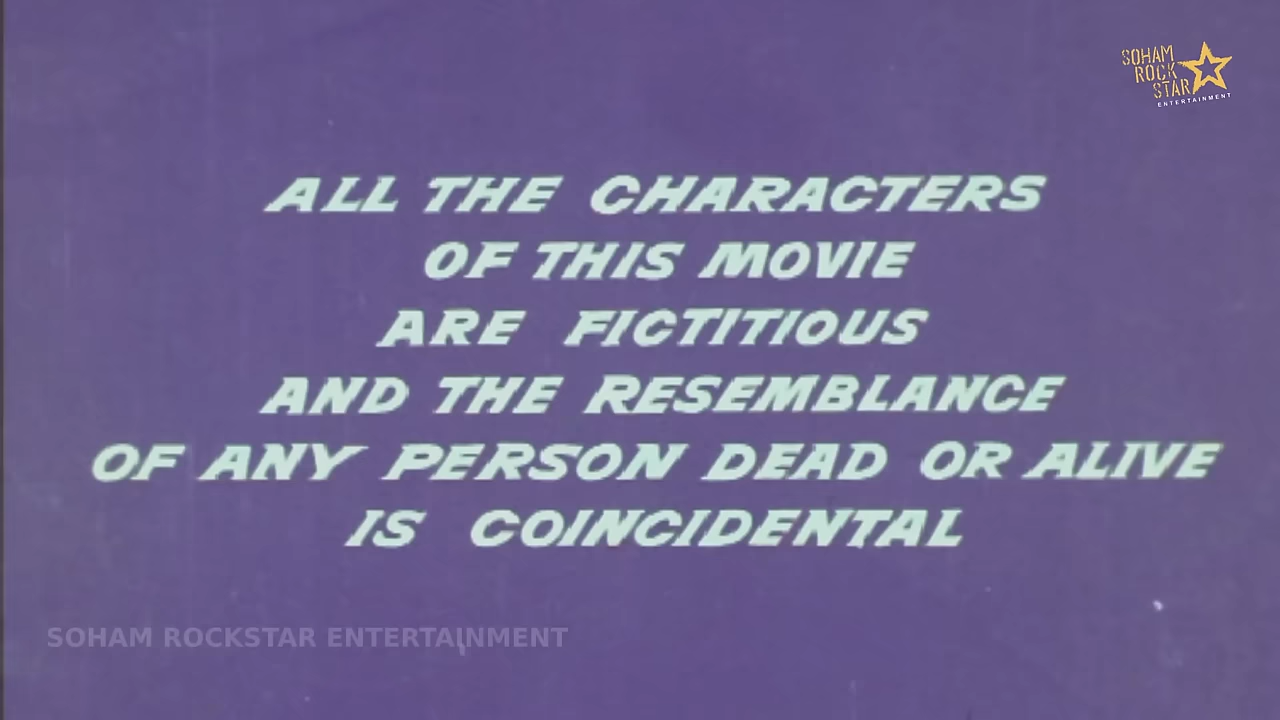 SOHAM
ROCK
STAR
ENTERTAINMENT
ALL THE CHARACTERS
OF THIS MOVIE
ARE FICTITIOUS
AND THE RESEMBLANCE
OF ANY PERSON DEAD OR ALIVE
IS COINCIDENTAL
SOHAM ROCKSTAR ENTERTAINMENT